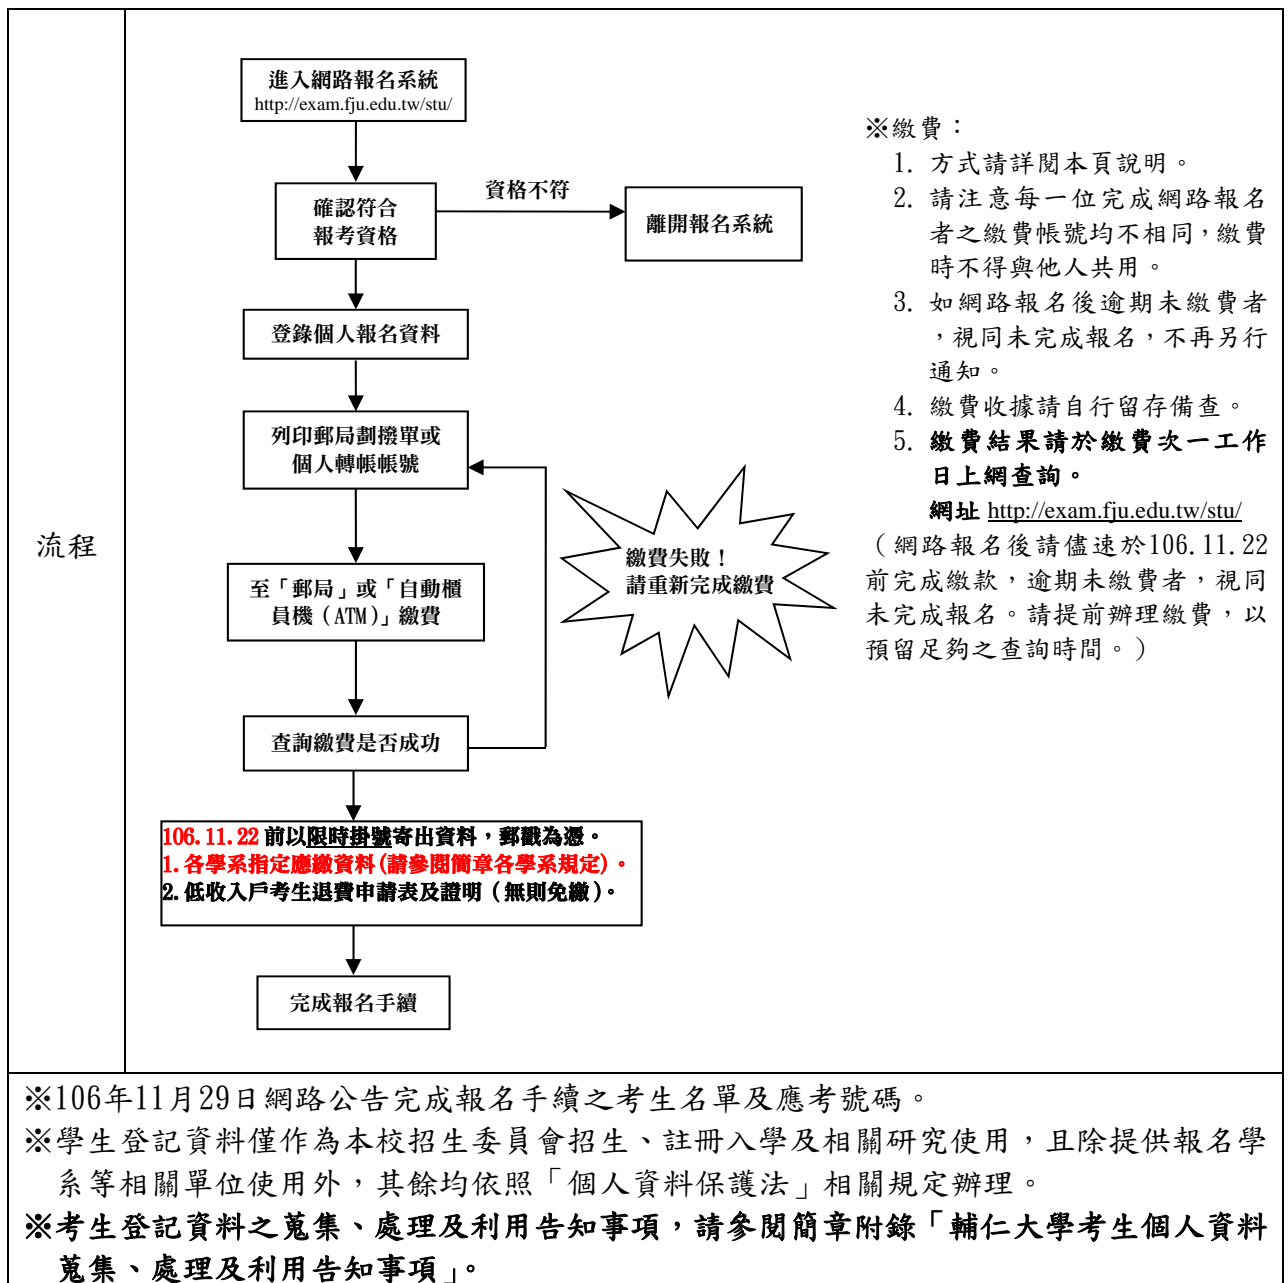 流程
進入網路報名系統
http://exam.fju.edu.tw/stu/
確認符合
報考資格
資格不符
離開報名系統
登錄個人報名資料
列印郵局劃撥單或
個人轉帳帳號
至「郵局」或「自動櫃
員機（ATM）」繳費
繳費失敗！
請重新完成繳費
查詢繳費是否成功
106.11.22 前以限時掛號寄出資料，郵戳為憑。
1.各學系指定應繳資料(請參閱簡章各學系規定)。
2.低收入戶考生退費申請表及證明（無則免繳）。
完成報名手續
※繳費：
1. 方式請詳閱本頁說明。
2. 請注意每一位完成網路報名
者之繳費帳號均不相同，繳費
時不得與他人共用。
3. 如網路報名後逾期未繳費者
，視同未完成報名，不再另行
通知。
4. 繳費收據請自行留存備查。
5. 繳費結果請於繳費次一工作
日上網查詢。
網址 http://exam.fju.edu.tw/stu/
（網路報名後請儘速於106.11.22
前完成繳款，逾期未繳費者，視同
未完成報名。請提前辦理繳費，以
預留足夠之查詢時間。）
※106年11月29日網路公告完成報名手續之考生名單及應考號碼。
※學生登記資料僅作為本校招生委員會招生、註冊入學及相關研究使用，且除提供報名學
系等相關單位使用外，其餘均依照「個人資料保護法」相關規定辦理。
※考生登記資料之蒐集、處理及利用告知事項，請參閱簡章附錄「輔仁大學考生個人資料
蒐集、處理及利用告知事項」。